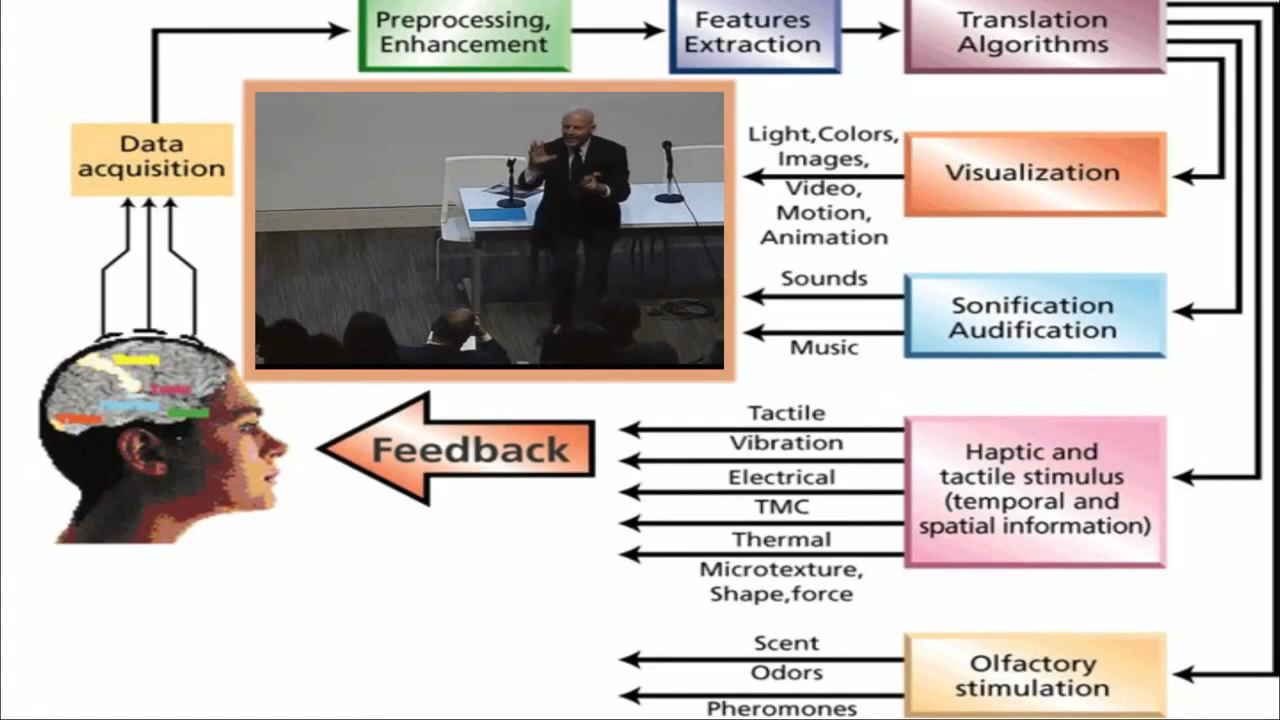 Preprocessing,
Enhancement
Features
Extraction
Translation
Algorithms
Data
acquisition
Light,Colors,
Images,
Video,
Motion,
Animation
Visualization
Sounds
Music
Sonification
Audification
Feedback
Tactile
Vibration
Electrical
TMC
Thermal
Microtexture,
Shape,force
Haptic and
tactile stimulus
(temporal and
spatial information)
Scent
Odors
Pheromones
Olfactory
stimulation